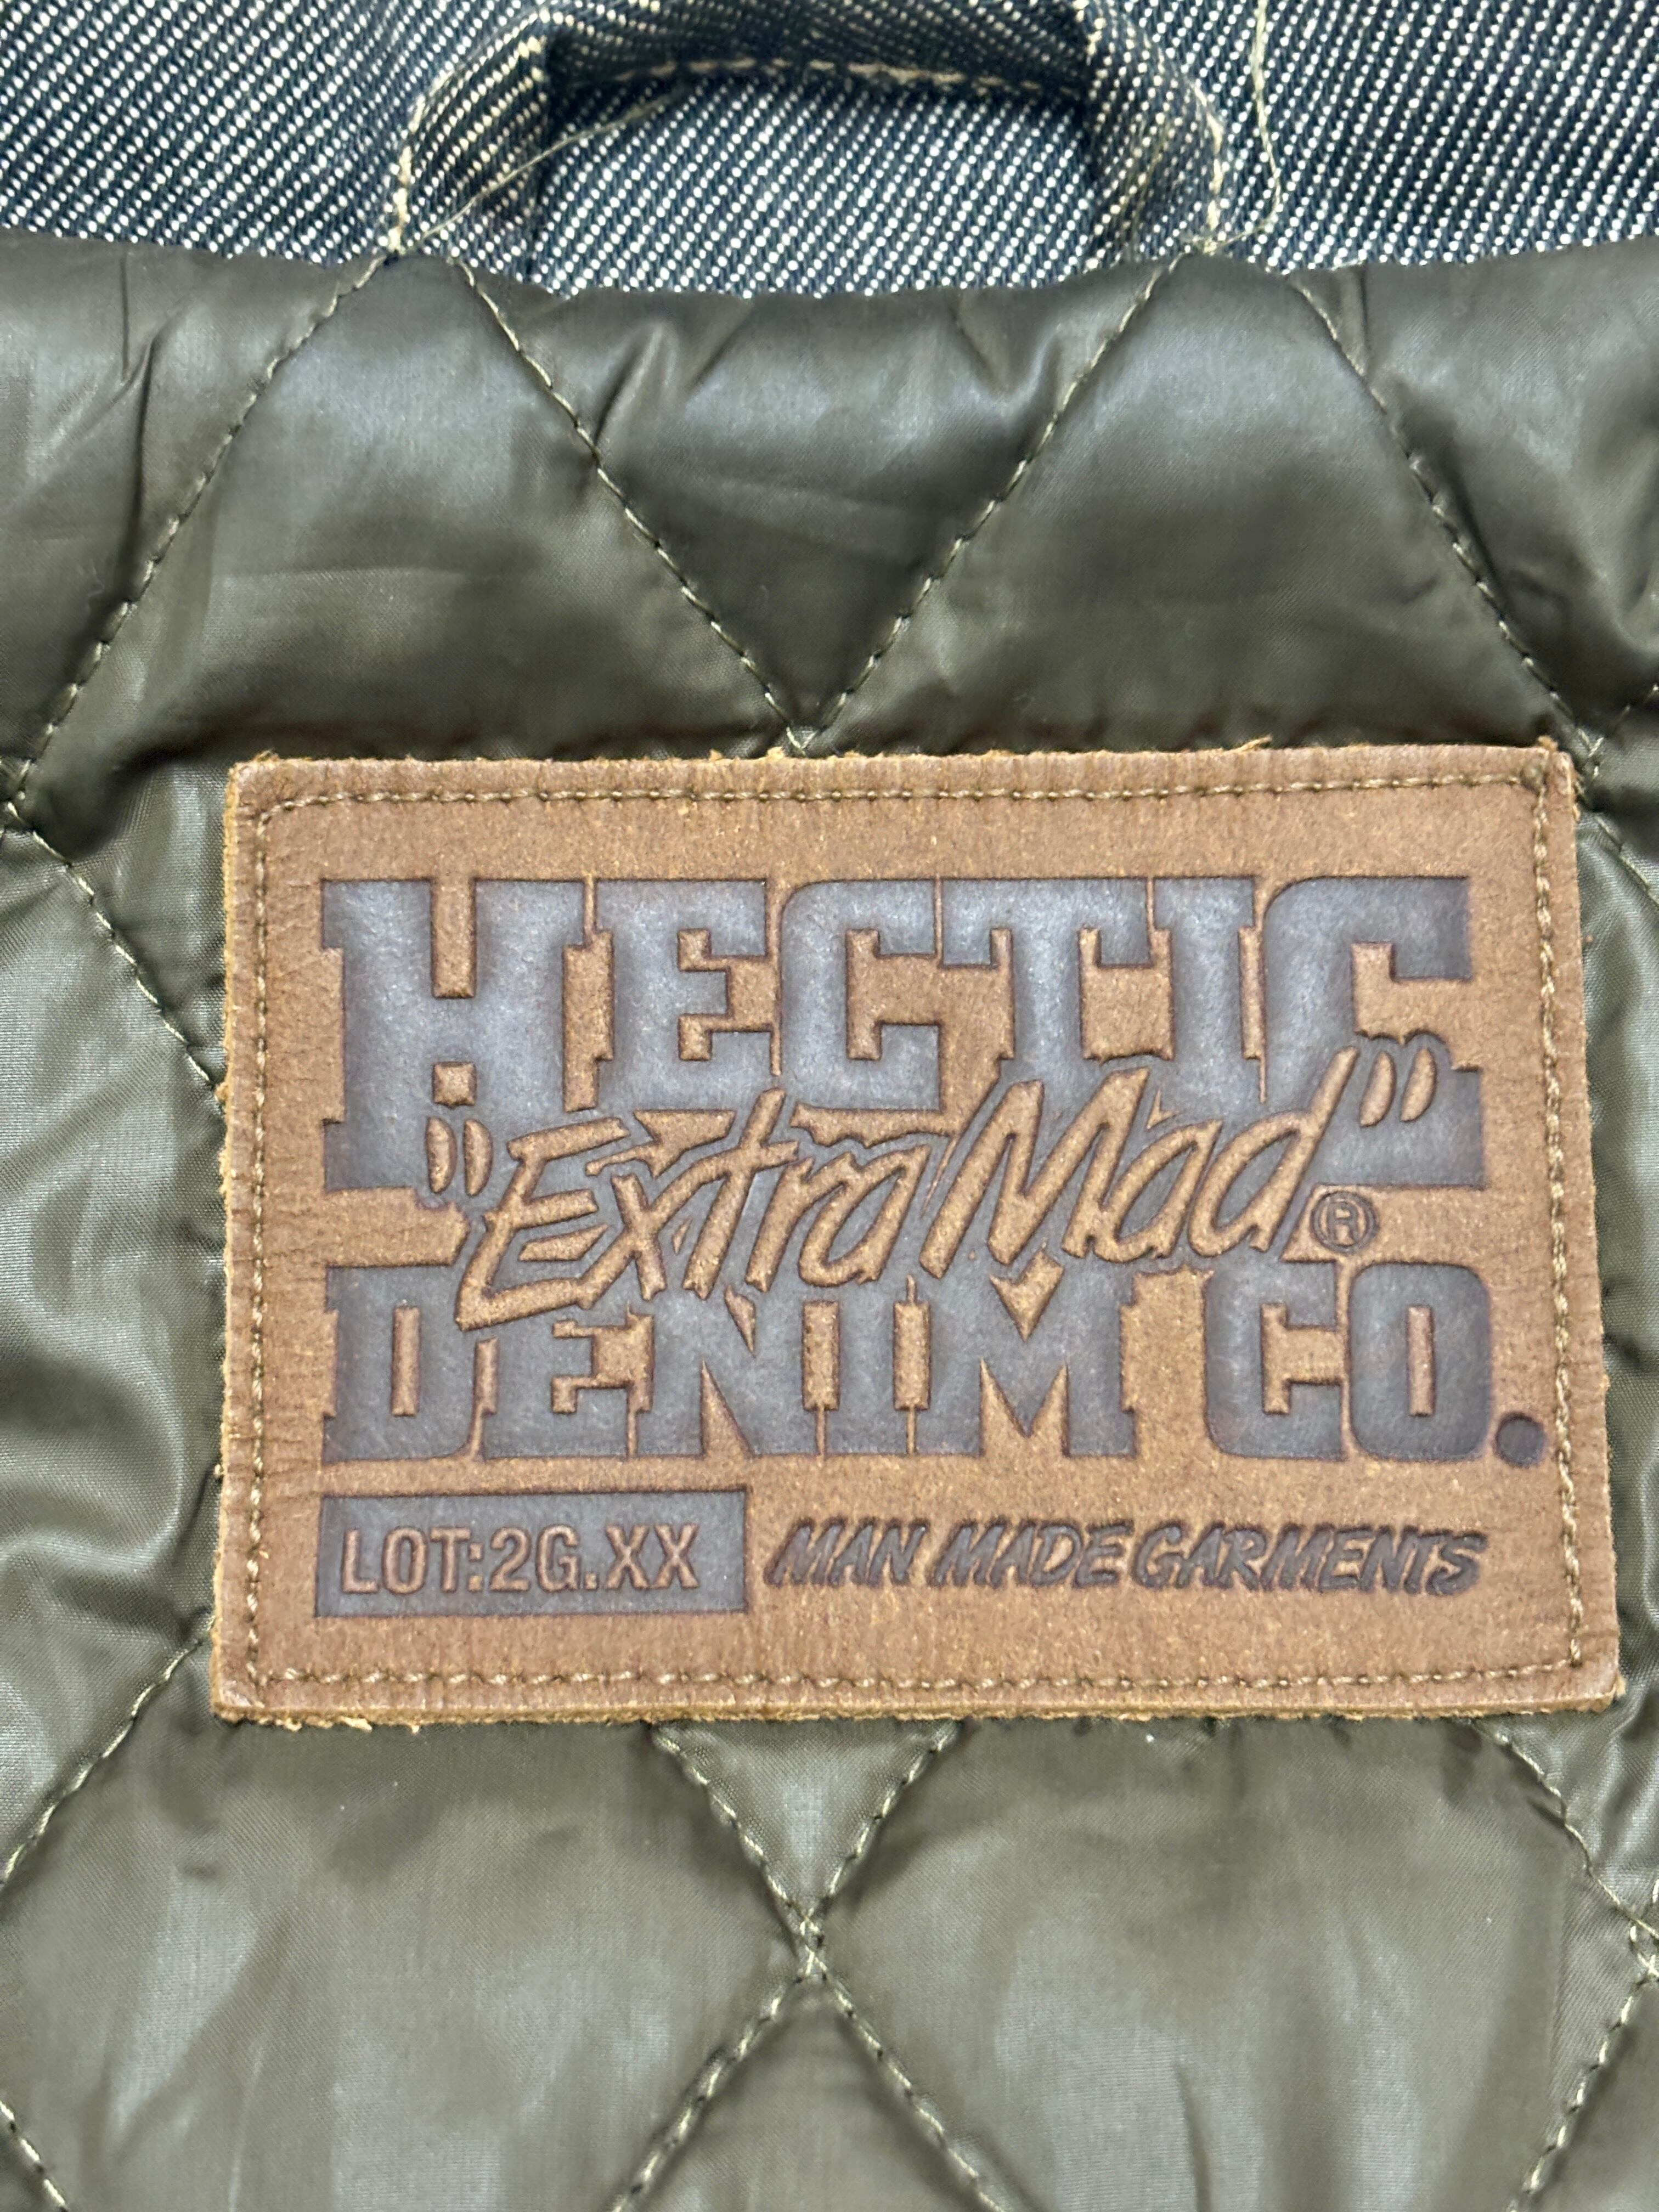 HECTIC
"Extra Mad"®
DENIM CO.
LOT:2G.XX
MAN MADE GARMENTS